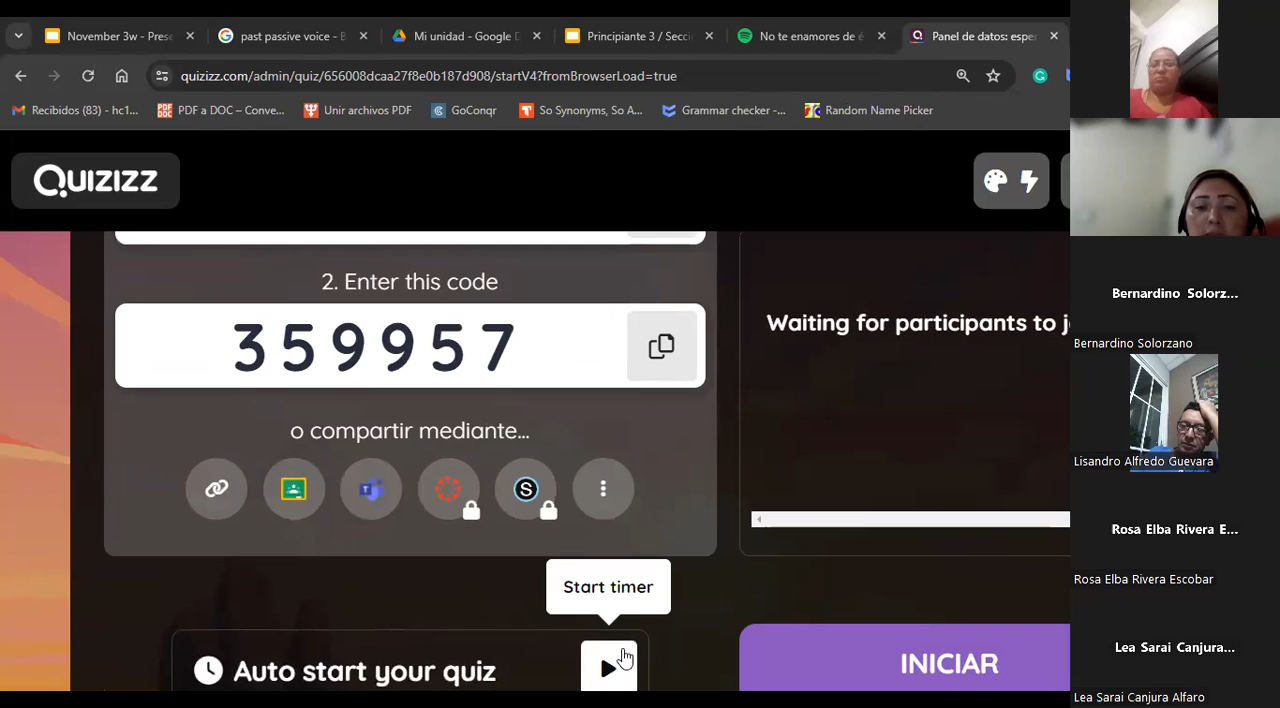 November 3w - Prese
past passive voice - B
Mi unidad - Google D
Principiante 3 / Secci
No te enamores de é
Panel de datos: espe
quizizz.com/admin/quiz/656008dcaa27f8e0b187d908/startV4?fromBrowserLoad=true
Recibidos (83) - hc1...
PDF a DOC – Conve...
Unir archivos PDF
GoConqr
So Synonyms, So A...
Grammar checker -...
Random Name Picker
Quizizz
2. Enter this code
359957
Waiting for participants to j
o compartir mediante...
Start timer
Auto start your quiz
INICIAR
Bernardino Solorz...
Bernardino Solorzano
Lisandro Alfredo Guevara
Rosa Elba Rivera E...
Rosa Elba Rivera Escobar
Lea Sarai Canjura...
Lea Sarai Canjura Alfaro